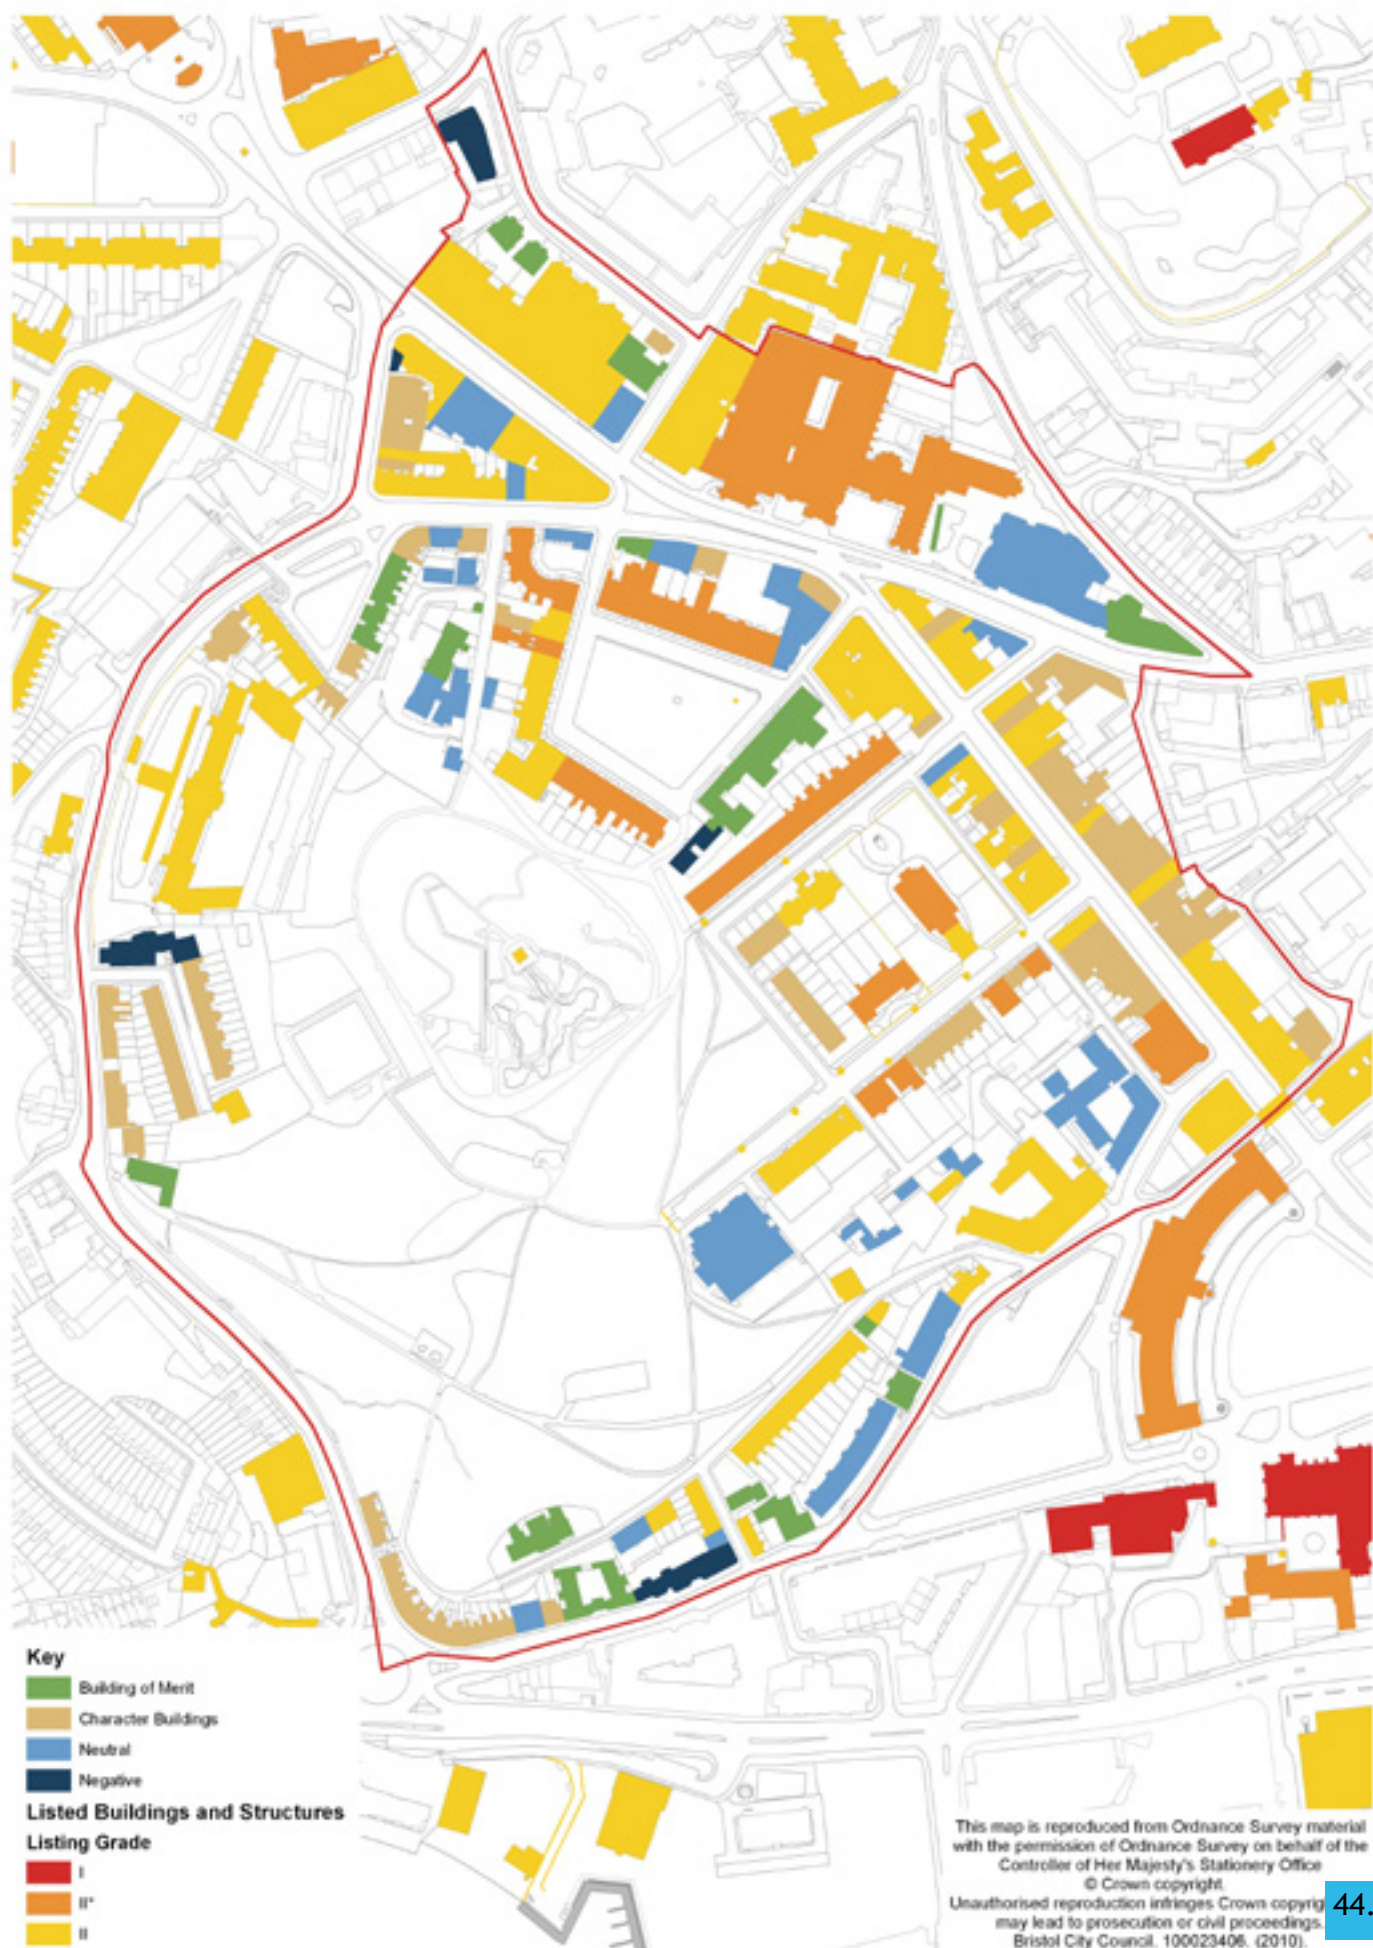 Key
Building of Merit
Character Buildings
Neutral
Negative
Listed Buildings and Structures
Listing Grade
I
II*
II
This map is reproduced from Ordnance Survey material
with the permission of Ordnance Survey on behalf of the
Controller of Her Majesty's Stationery Office
© Crown copyright.
Unauthorised reproduction infringes Crown copyrig
may lead to prosecution or civil proceedings.
Bristol City Council. 100023406. (2010).
44.